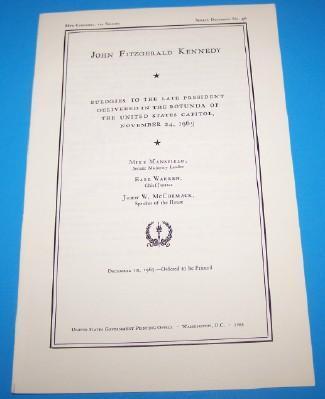 88th Congress, 1st Session Senate Document No. 46
John Fitzgerald Kennedy
EULOGIES TO THE LATE PRESIDENT
DELIVERED IN THE ROTUNDA OF
THE UNITED STATES CAPITOL,
NOVEMBER 24, 1963
Mike Mansfield,
Senate Majority Leader
Earl Warren,
Chief Justice
John W. McCormack,
Speaker of the House
December 18, 1963.—Ordered to be Printed
United States Government Printing Office · Washington, D.C. · 1963